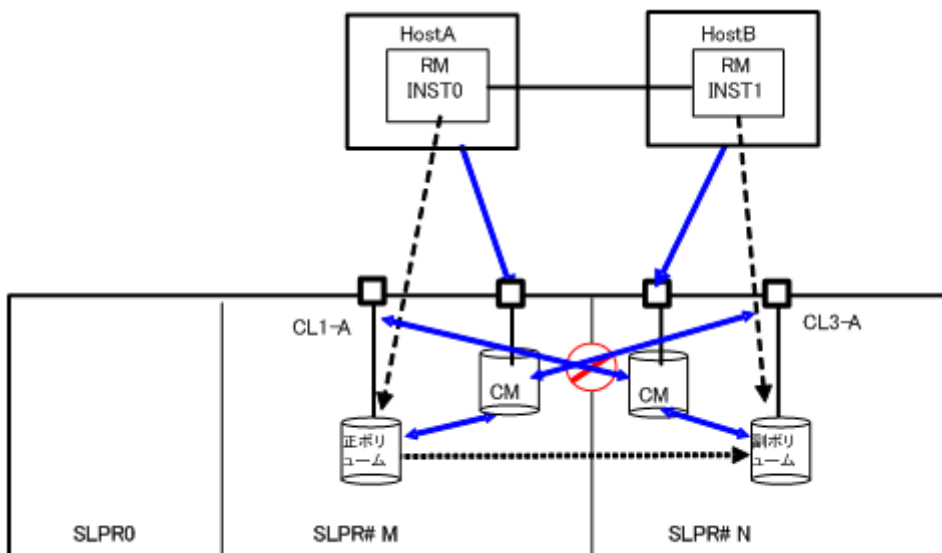 HostA
HostB
RM
INST0
RM
INST1
CL1-A
CL3-A
CM
CM
正ボリ
ューム
副ボリ
ューム
SLPR0
SLPR# M
SLPR# N